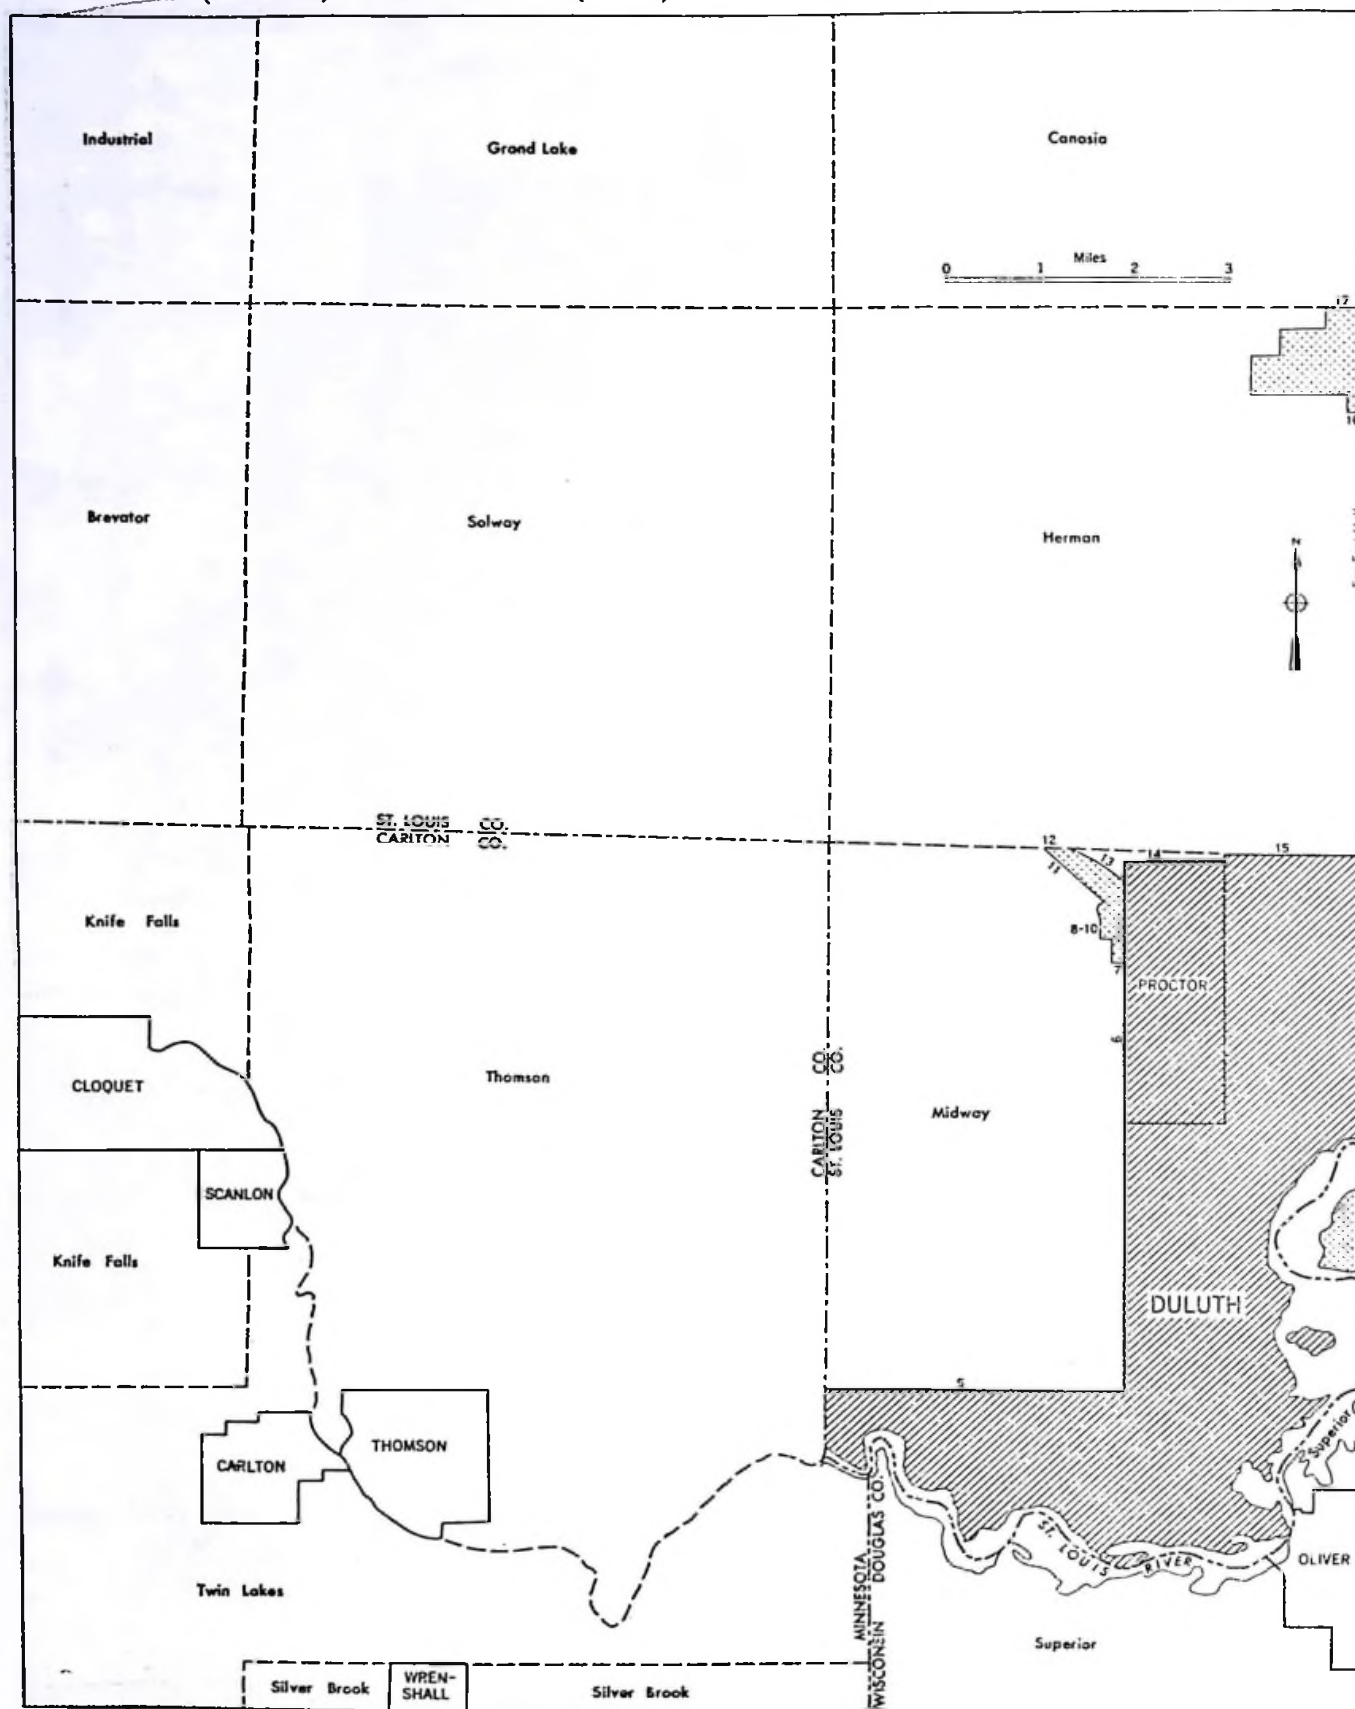 Industrial
Grand Lake
Canosia
Miles
0 1 2 3
17
16
Brevator
Solway
Herman
N
ST. LOUIS CO.
CARLTON CO.
12
13
14
15
11
8-10
7
6
Knife Falls
PROCTOR
CLOQUET
Thomson
CARLTON CO.
ST. LOUIS CO.
Midway
SCANLON
Knife Falls
DULUTH
5
THOMSON
CARLTON
Superior
ST. LOUIS RIVER
OLIVER
MINNESOTA
WISCONSIN
DOUGLAS CO.
Twin Lakes
Superior
Silver Brook
WREN-
SHALL
Silver Brook